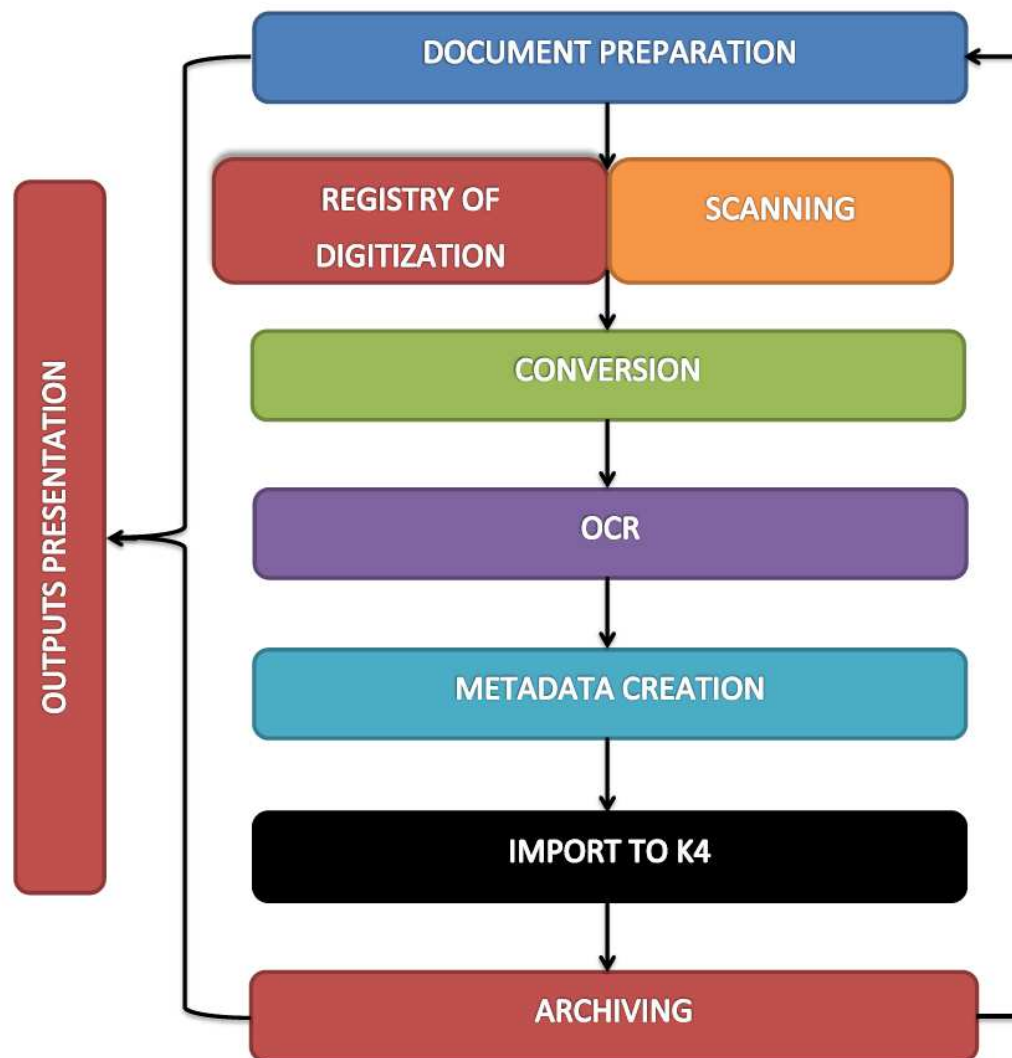 DOCUMENT PREPARATION
REGISTRY OF
DIGITIZATION
SCANNING
CONVERSION
OCR
METADATA CREATION
IMPORT TO K4
ARCHIVING
OUTPUTS PRESENTATION